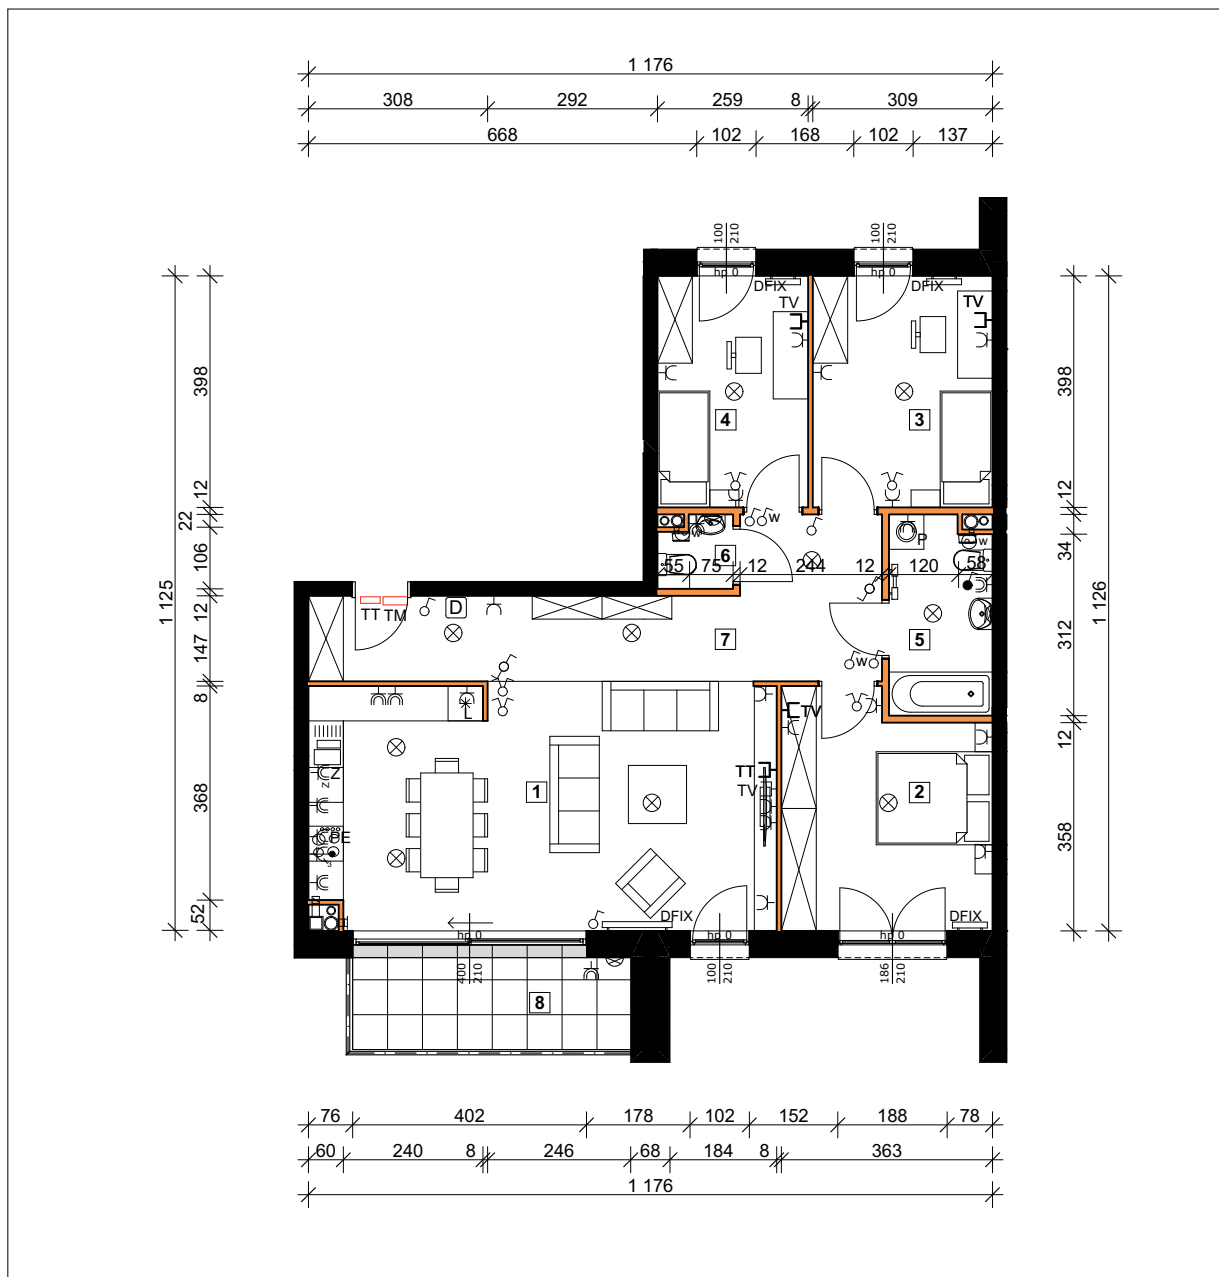 1 176
308 292 259 8 309
668 102 168 102 137
100 210
100 210
hp 0
hp 0
DFIX
DFIX
TV
TV
398
398
4
3
12
12
22
w
w
P
w
6
106
34
55 75 12 244 12 120 58
1 125
1 126
12
TT TM
D
7
5
312
147
w
8
L
TV
12
TT
Z
z
TV
1
2
368
PE
358
52
DFIX
DFIX
hp 0
hp 0
hp 0
400 210
100 210
186 210
8
76 402 178 102 152 188 78
60 240 8 246 68 184 8 363
1 176